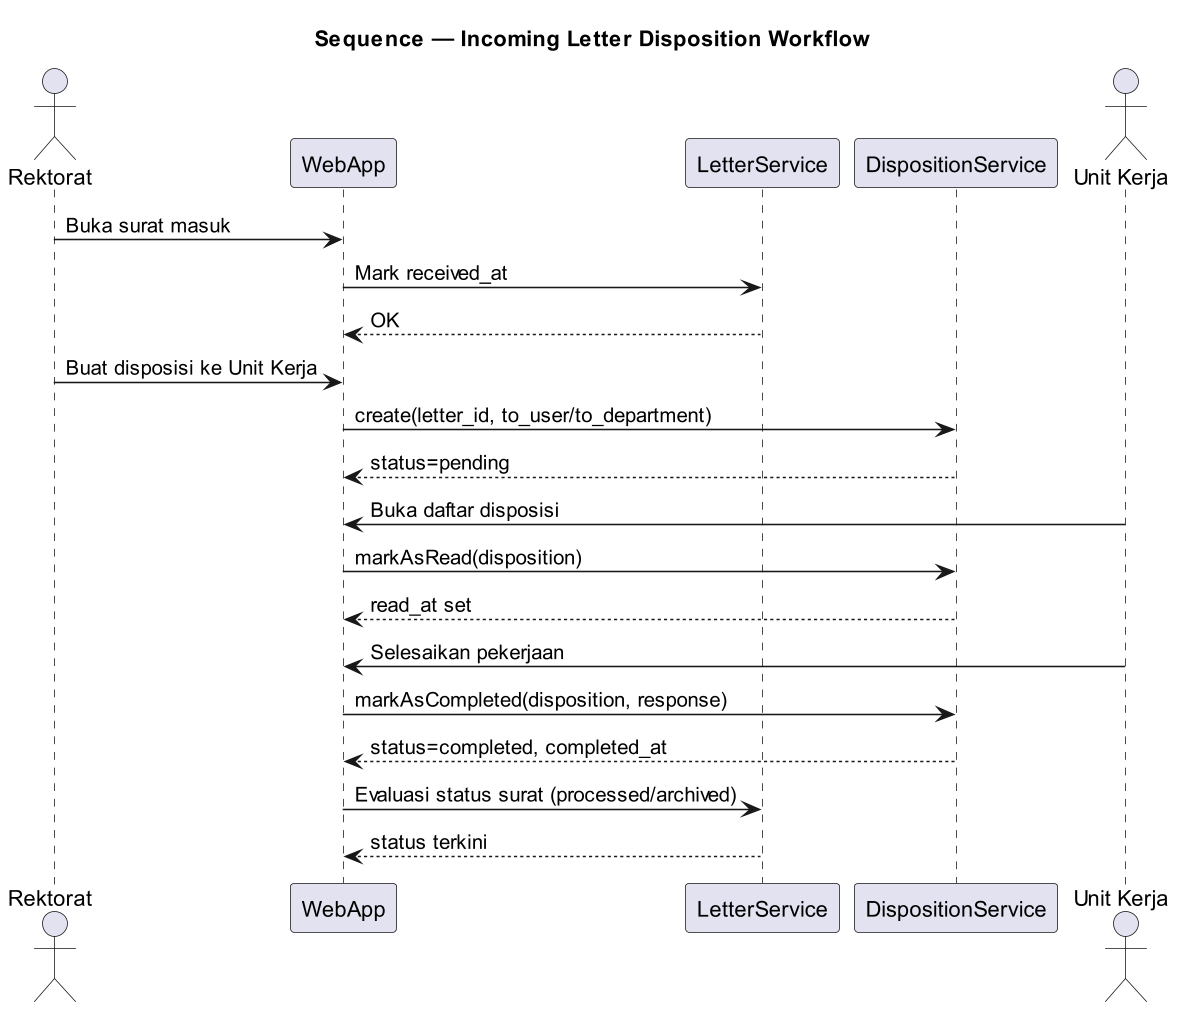 Sequence — Incoming Letter Disposition Workflow
Rektorat
WebApp
LetterService
DispositionService
Unit Kerja
Buka surat masuk
Mark received_at
OK
Buat disposisi ke Unit Kerja
create(letter_id, to_user/to_department)
status=pending
Buka daftar disposisi
markAsRead(disposition)
read_at set
Selesaikan pekerjaan
markAsCompleted(disposition, response)
status=completed, completed_at
Evaluasi status surat (processed/archived)
status terkini
Rektorat
WebApp
LetterService
DispositionService
Unit Kerja